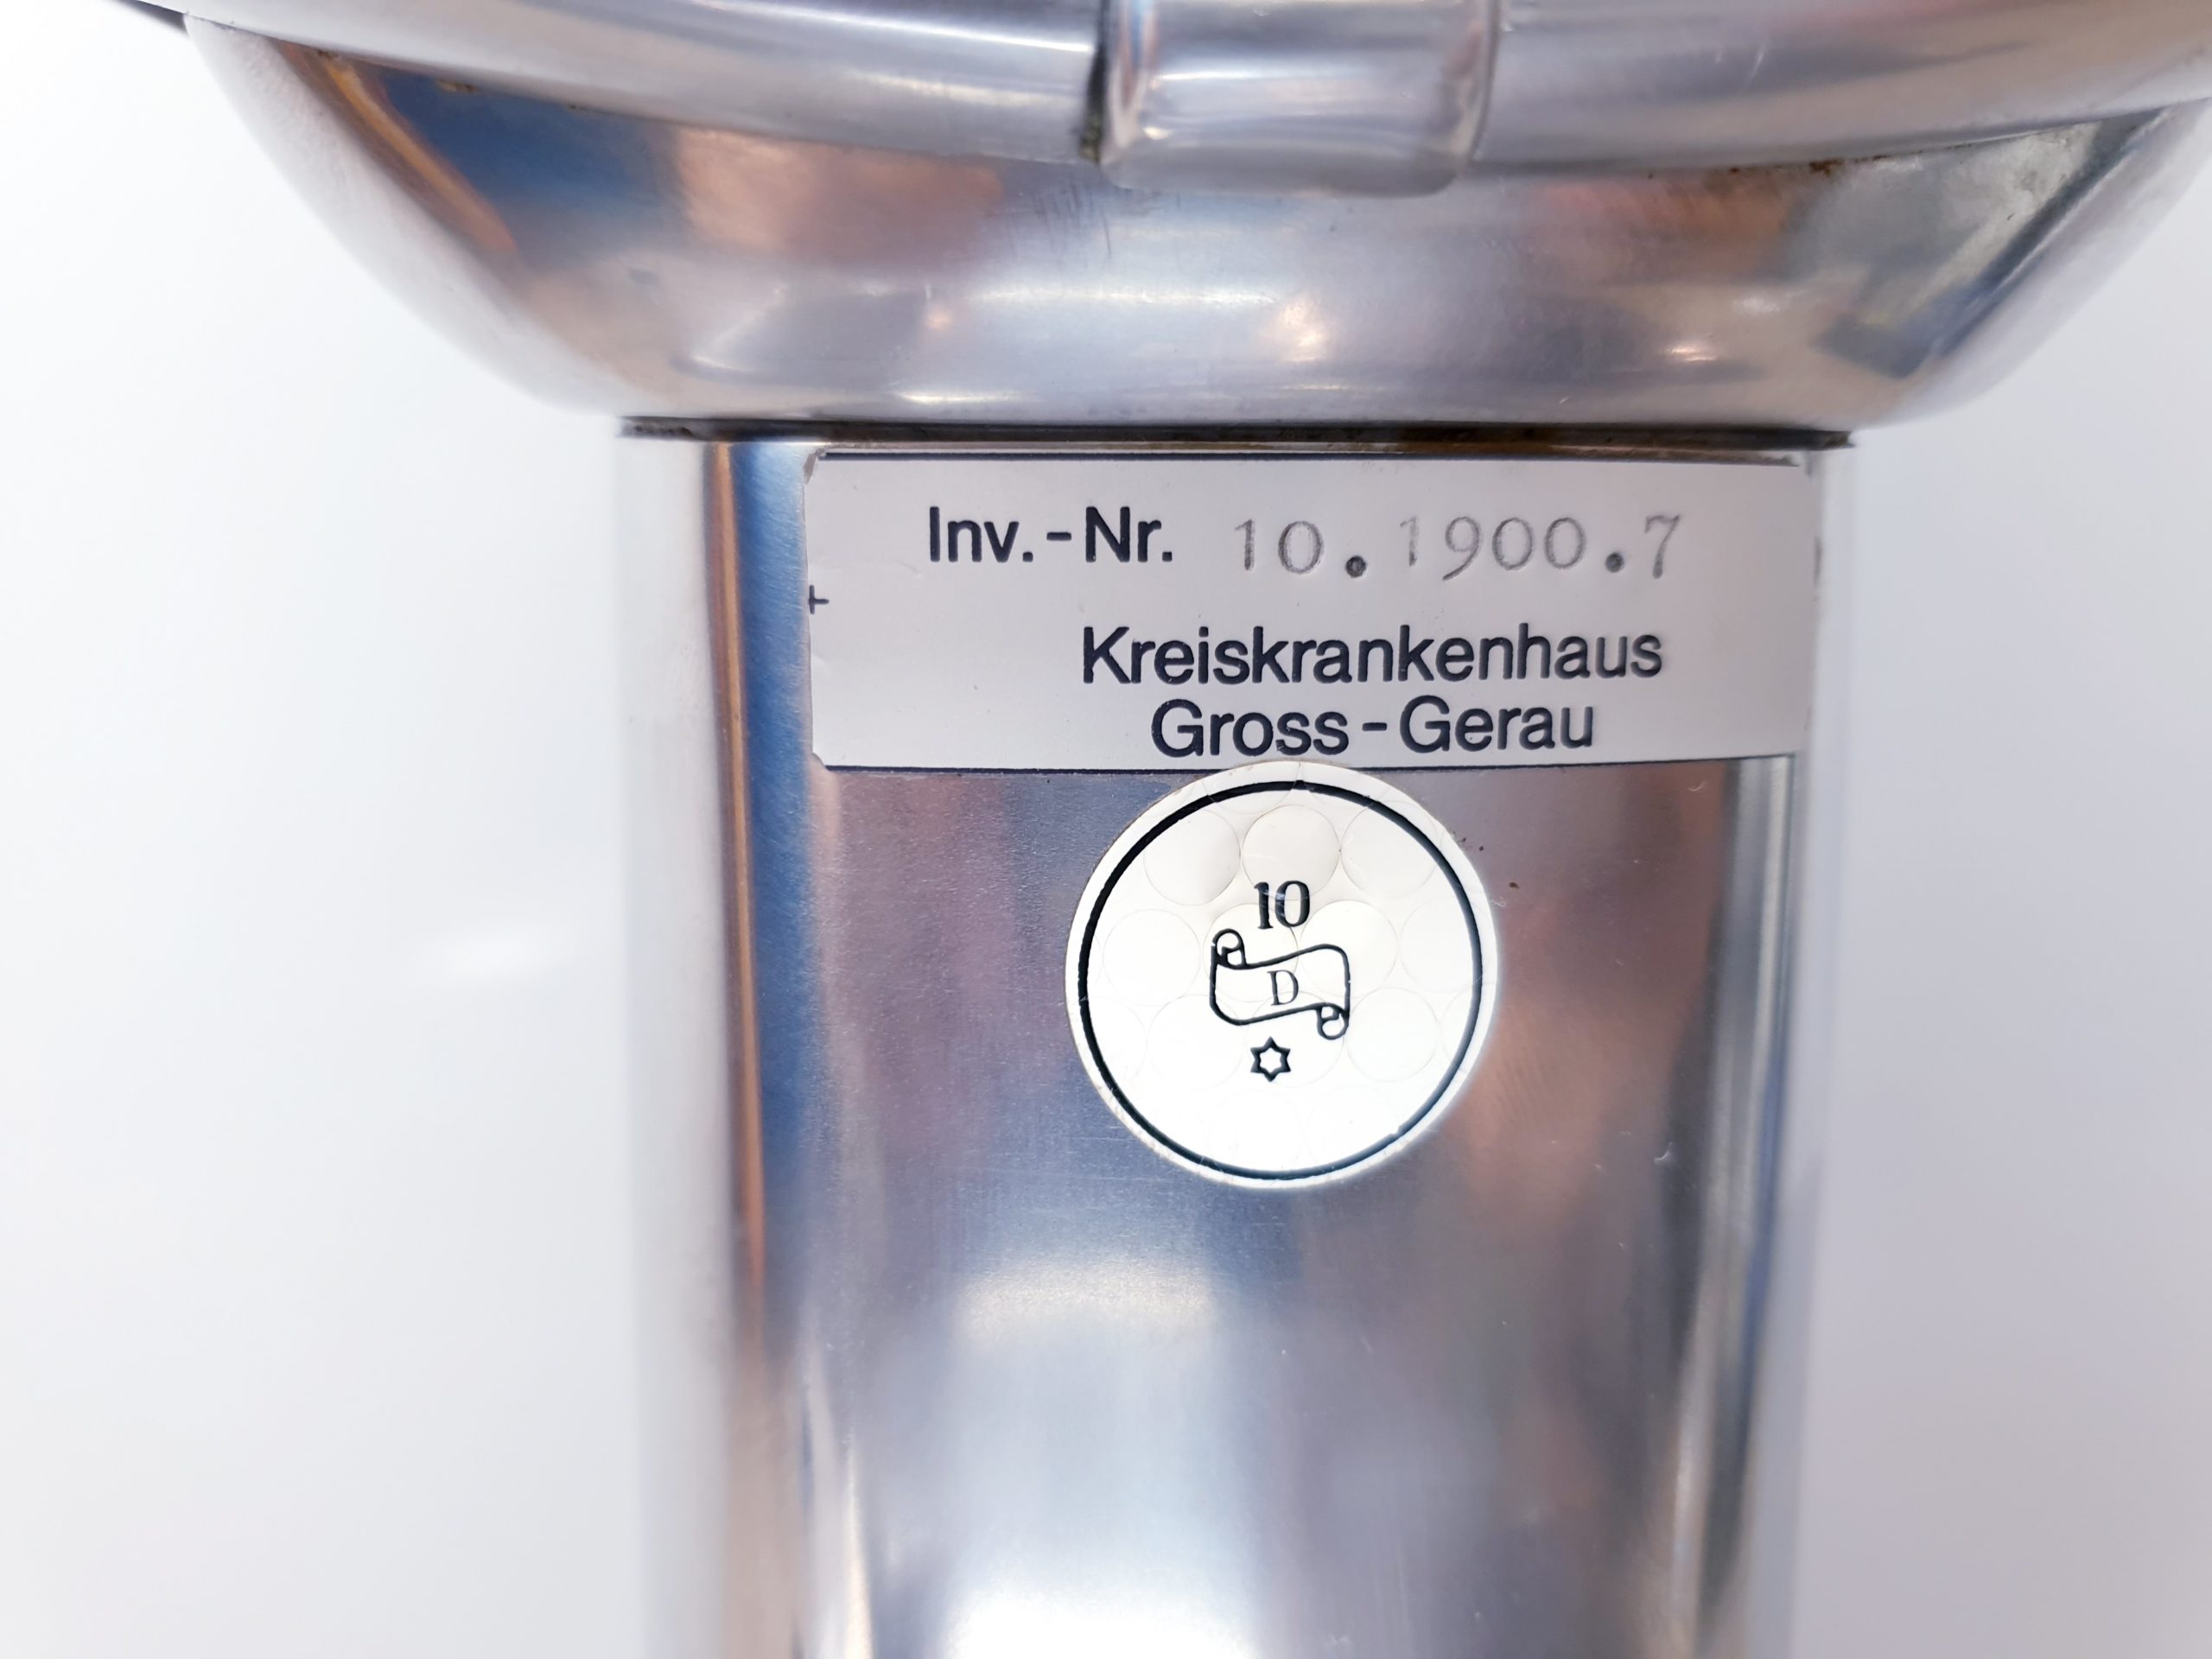 Inv.-Nr. 10.1900.7
Kreiskrankenhaus
Gross-Gerau
10
D